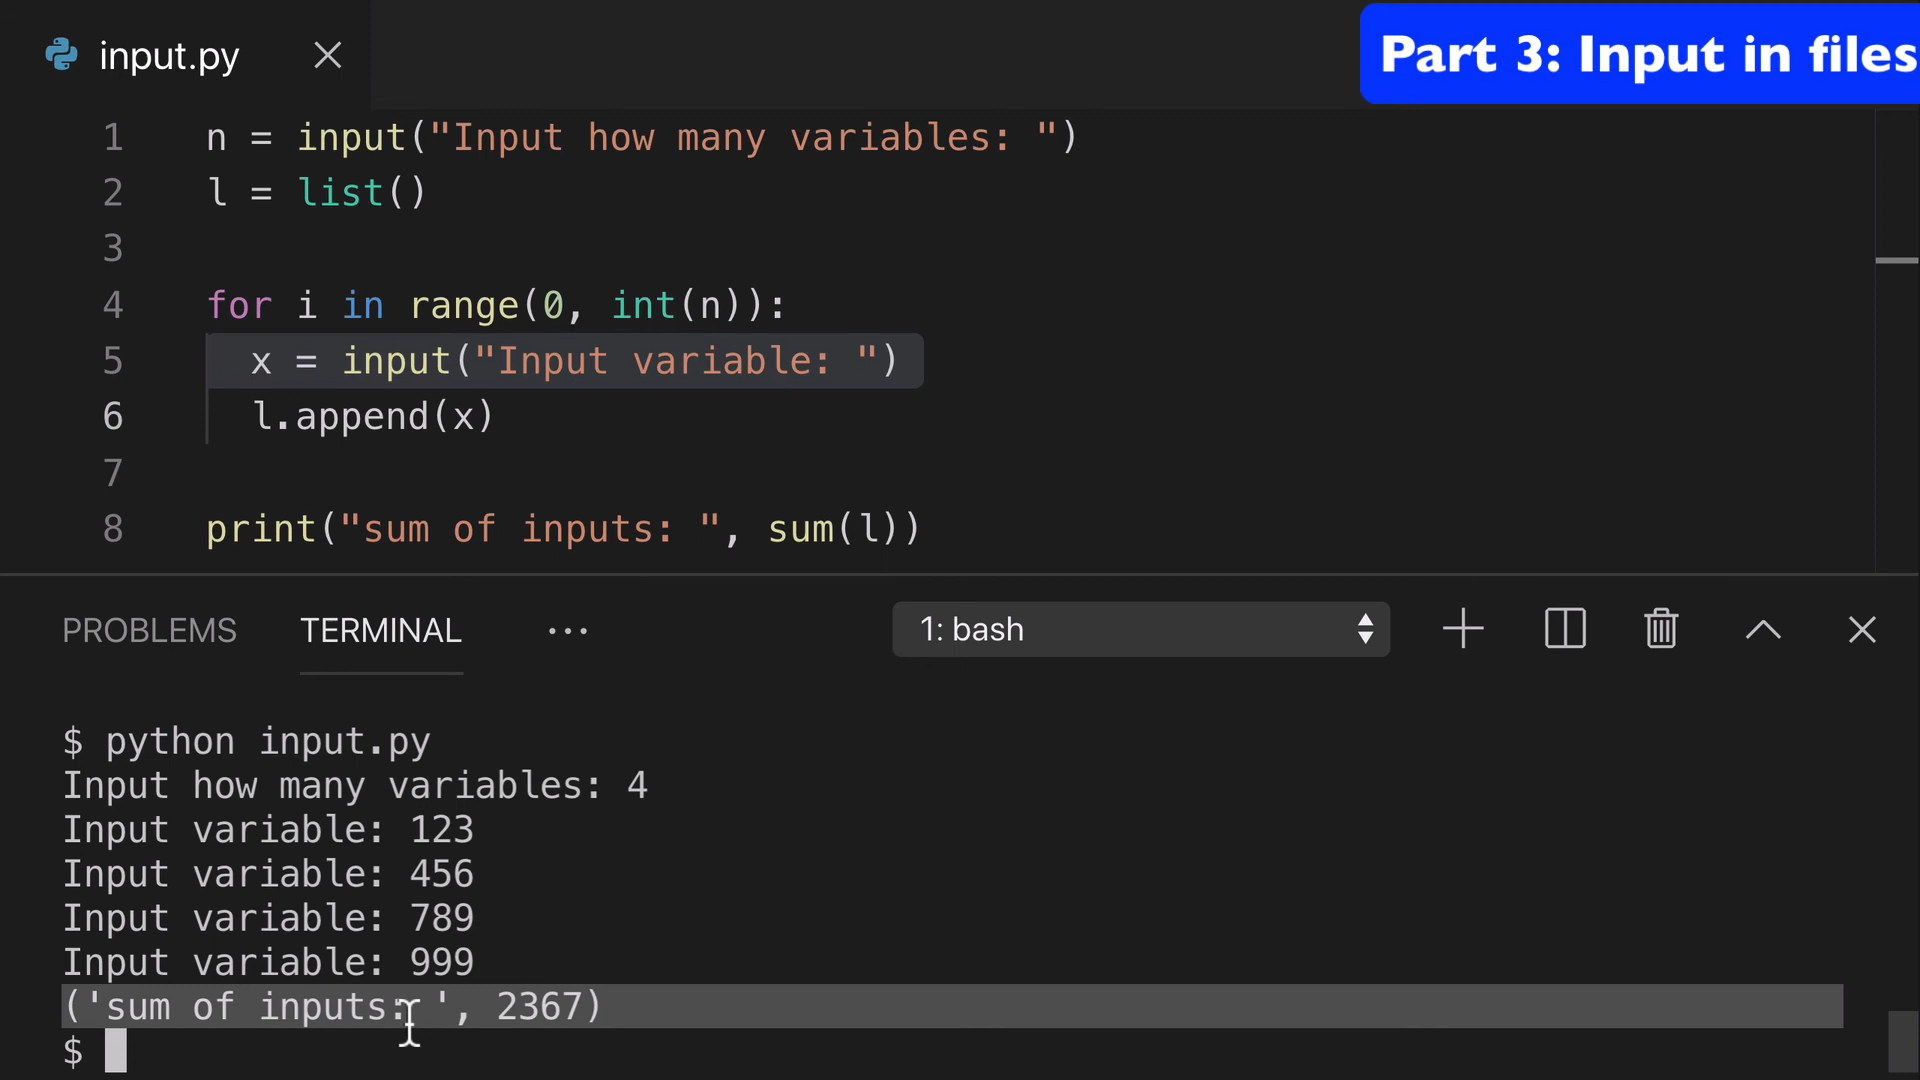 input.py
Part 3: Input in files
1 n = input("Input how many variables: ")
2 l = list()
3
4 for i in range(0, int(n)):
5 x = input("Input variable: ")
6 l.append(x)
7
8 print("sum of inputs: ", sum(l))
PROBLEMS TERMINAL ··· 1: bash
$ python input.py
Input how many variables: 4
Input variable: 123
Input variable: 456
Input variable: 789
Input variable: 999
('sum of inputs: ', 2367)
$